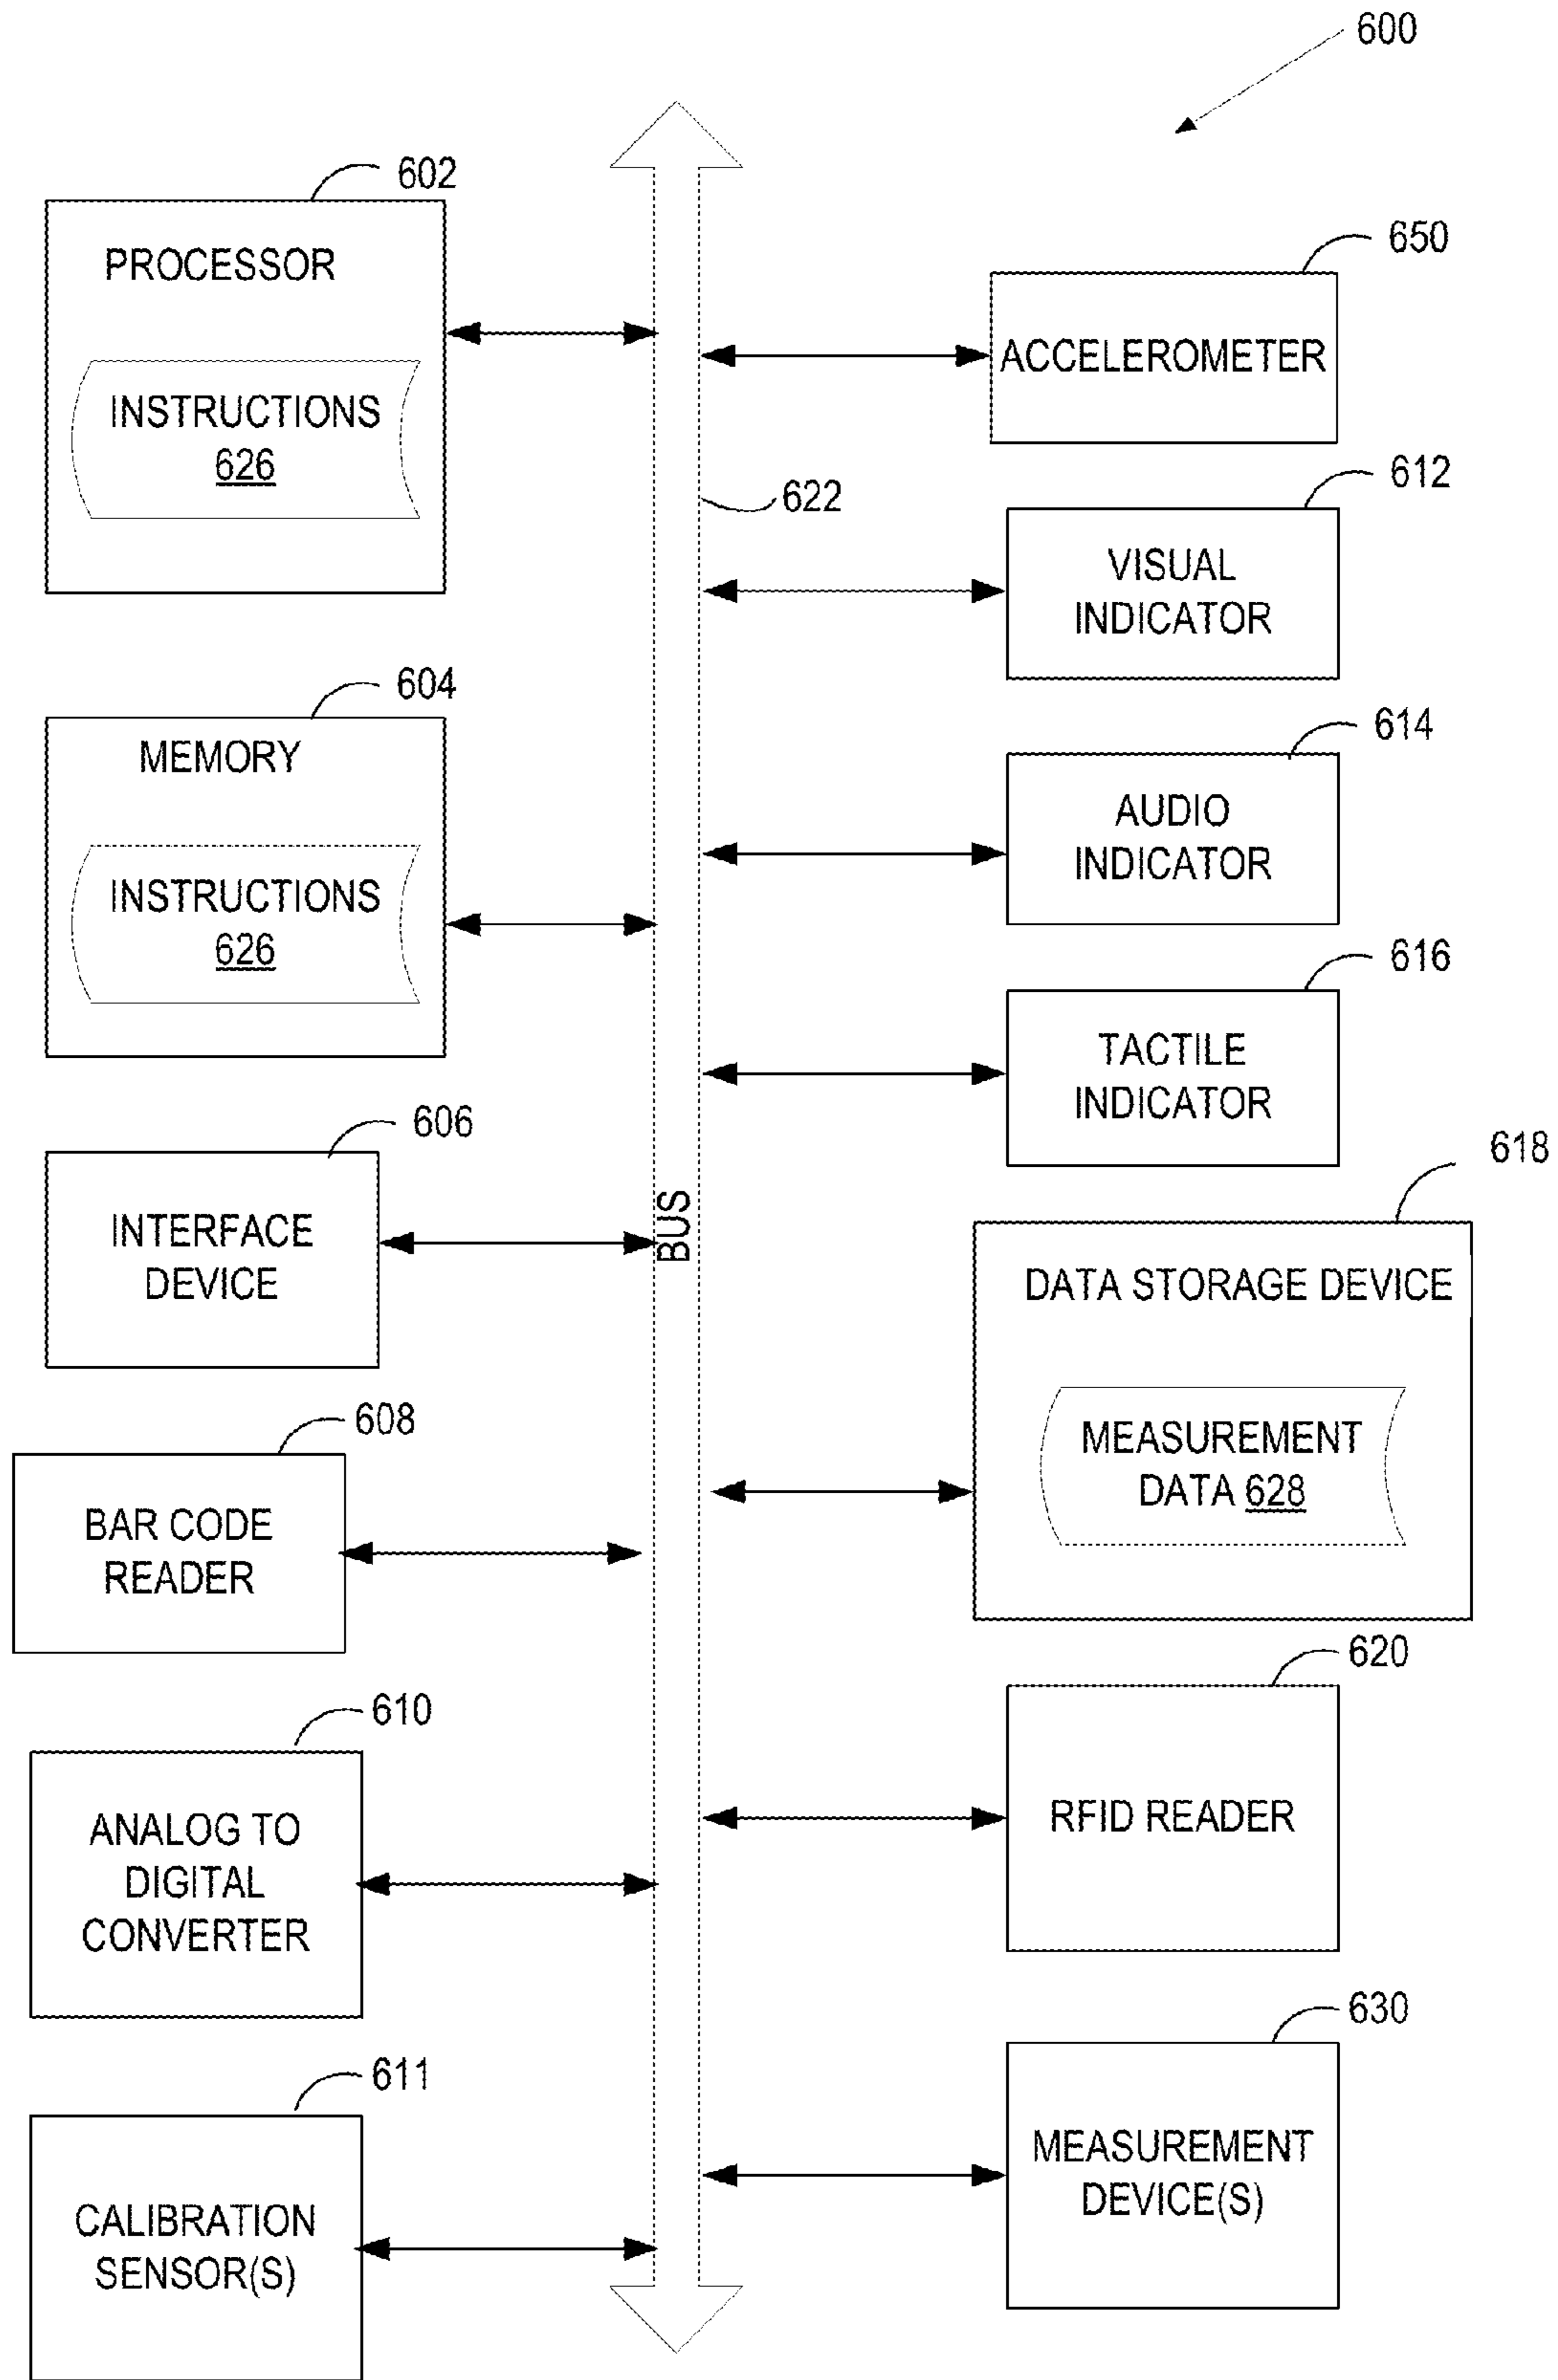 600
602
PROCESSOR
INSTRUCTIONS
626
650
ACCELEROMETER
622
612
VISUAL
INDICATOR
604
MEMORY
INSTRUCTIONS
626
614
AUDIO
INDICATOR
616
TACTILE
INDICATOR
606
INTERFACE
DEVICE
BUS
618
DATA STORAGE DEVICE
MEASUREMENT
DATA 628
608
BAR CODE
READER
620
RFID READER
610
ANALOG TO
DIGITAL
CONVERTER
630
MEASUREMENT
DEVICE(S)
611
CALIBRATION
SENSOR(S)